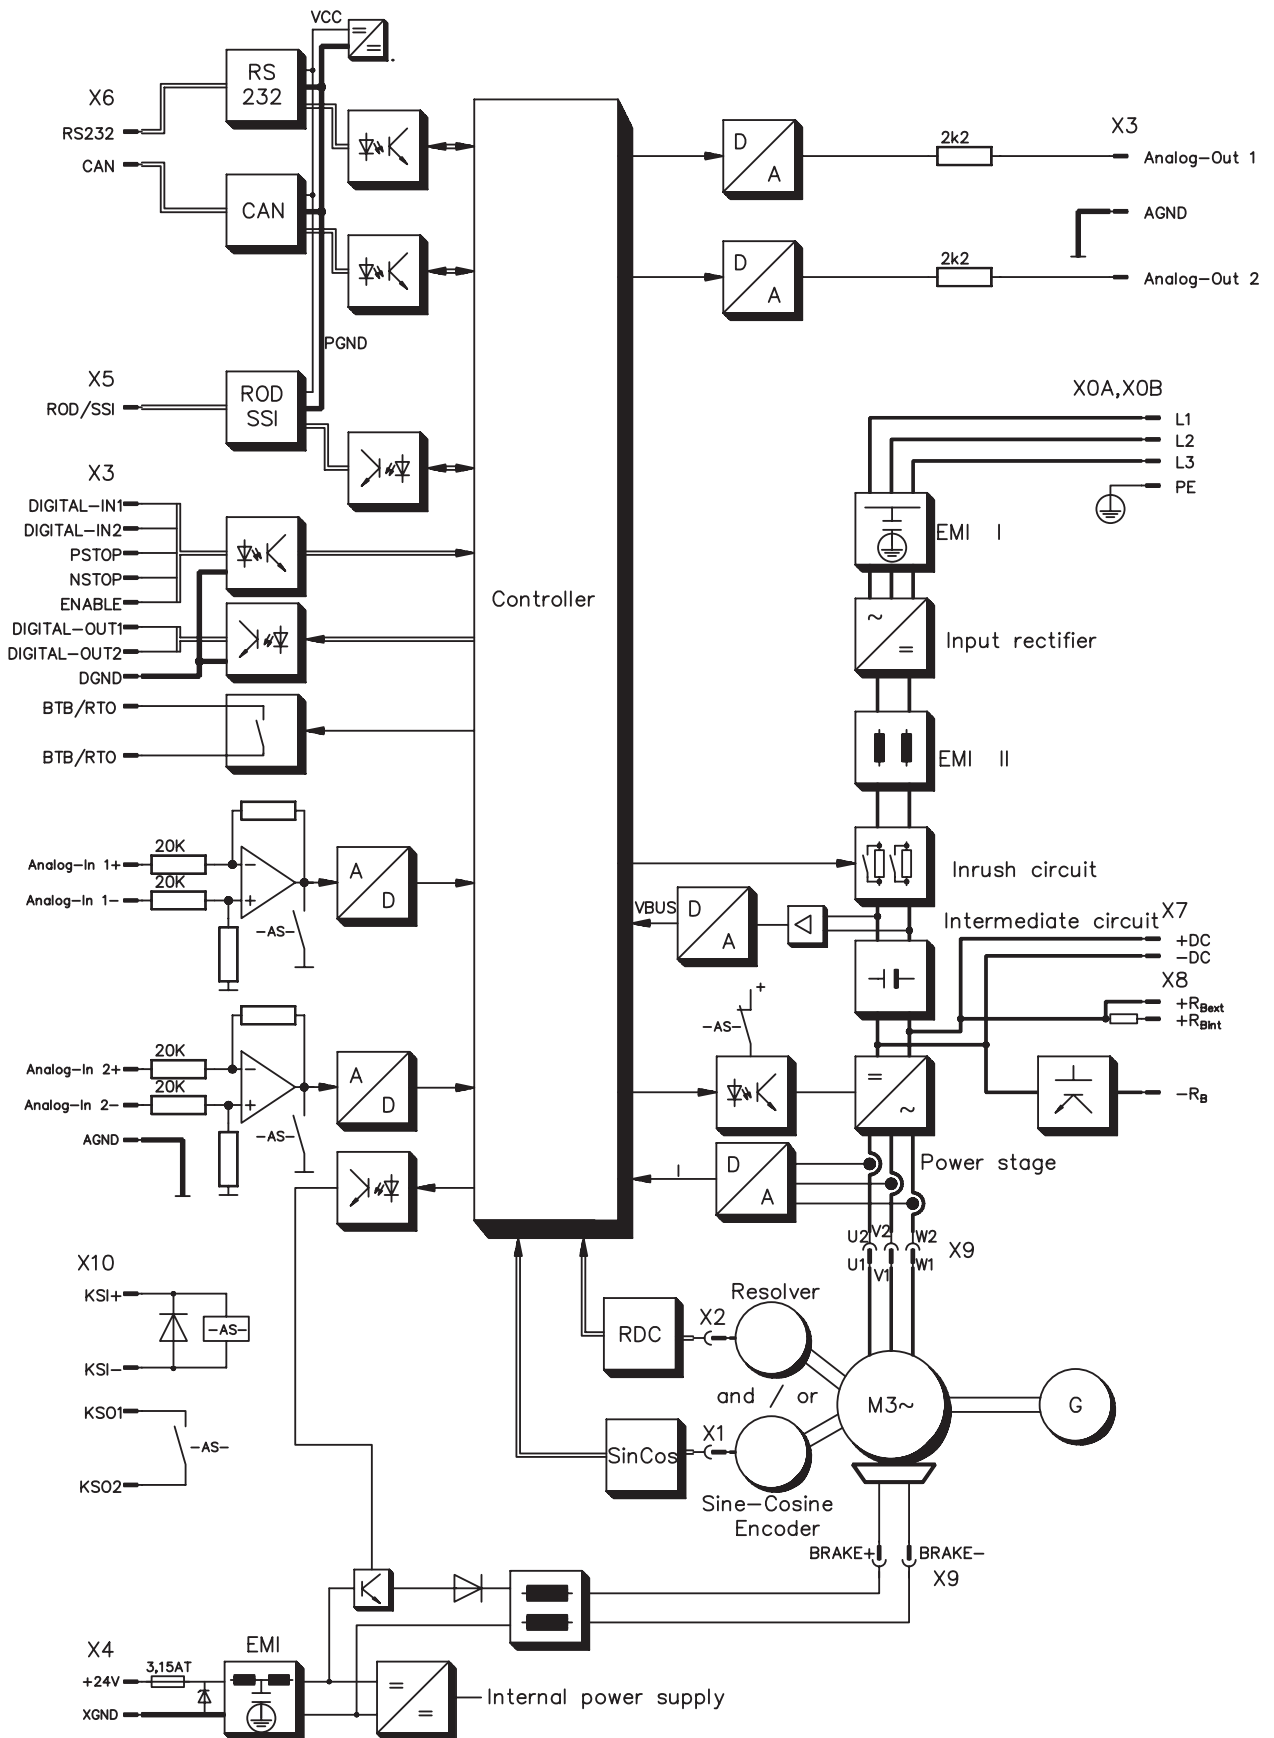 VCC
RS
232
X6
RS232
CAN
CAN
PGND
X5
ROD/SSI
ROD
SSI
X3
DIGITAL-IN1
DIGITAL-IN2
PSTOP
NSTOP
ENABLE
DIGITAL-OUT1
DIGITAL-OUT2
DGND
BTB/RTO
BTB/RTO
Analog-In 1+
20K
Analog-In 1-
20K
-AS-
A
D
Analog-In 2+
20K
Analog-In 2-
20K
AGND
-AS-
A
D
X10
KSI+
-AS-
KSI-
KSO1
-AS-
KSO2
X4
+24V
3,15AT
XGND
EMI
Internal power supply
Controller
D
A
2k2
X3
Analog-Out 1
AGND
D
A
2k2
Analog-Out 2
X0A,X0B
L1
L2
L3
PE
EMI I
Input rectifier
EMI II
Inrush circuit
VBUS
D
A
Intermediate circuit
X7
+DC
-DC
X8
+RBext
+RBint
-RB
+
-AS-
Power stage
I
D
A
U2
V2
W2
X9
U1
V1
W1
RDC
X2
Resolver
and / or
SinCos
X1
Sine-Cosine
Encoder
M3~
G
BRAKE+
BRAKE-
X9